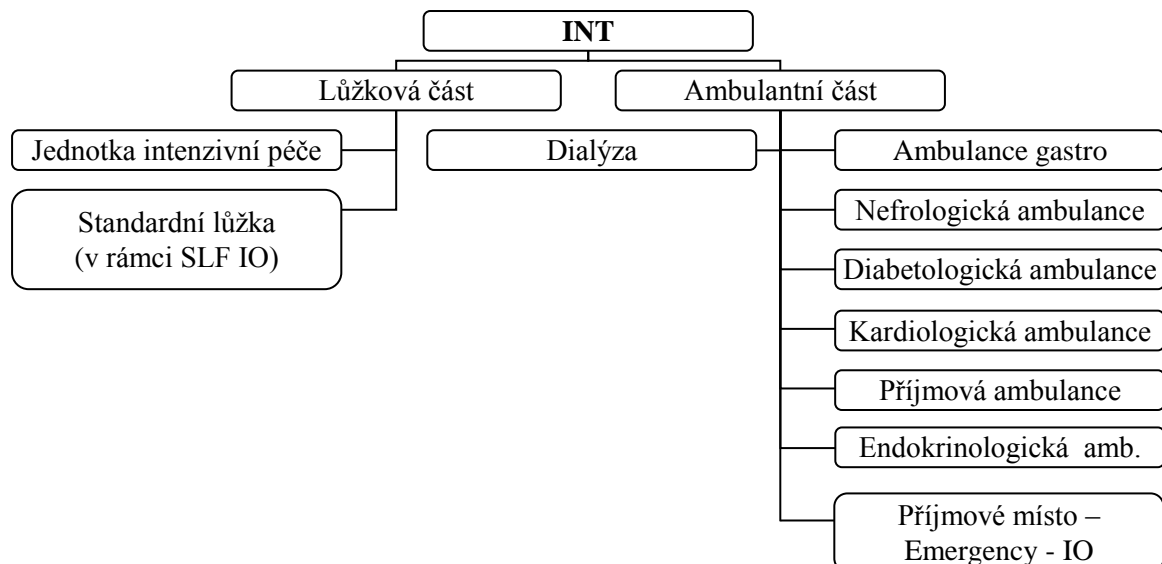 INT
Lůžková část
Ambulantní část
Jednotka intenzivní péče
Dialýza
Ambulance gastro
Standardní lůžka
(v rámci SLF IO)
Nefrologická ambulance
Diabetologická ambulance
Kardiologická ambulance
Příjmová ambulance
Endokrinologická  amb.
Příjmové místo –
Emergency - IO